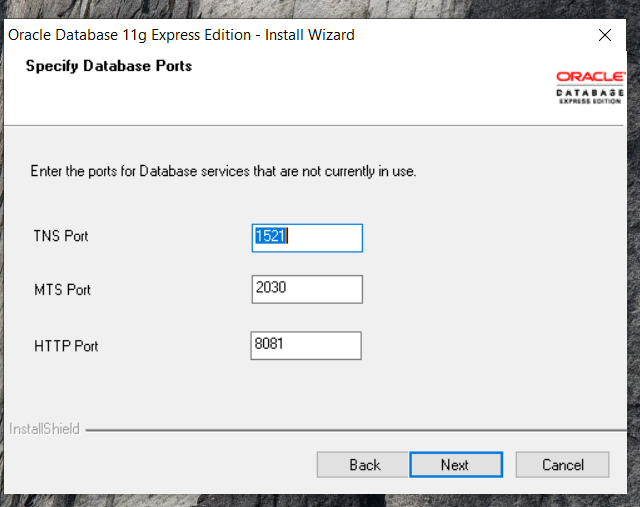 Oracle Database 11g Express Edition - Install Wizard
Specify Database Ports
ORACLE
DATABASE
EXPRESS EDITION
Enter the ports for Database services that are not currently in use.
TNS Port 1521
MTS Port 2030
HTTP Port 8081
InstallShield
Back Next Cancel